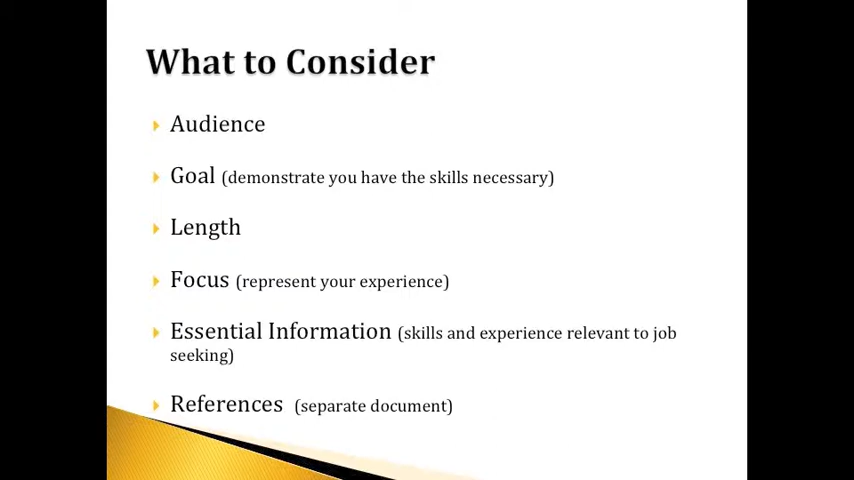 What to Consider
Audience
Goal (demonstrate you have the skills necessary)
Length
Focus (represent your experience)
Essential Information (skills and experience relevant to job
seeking)
References (separate document)